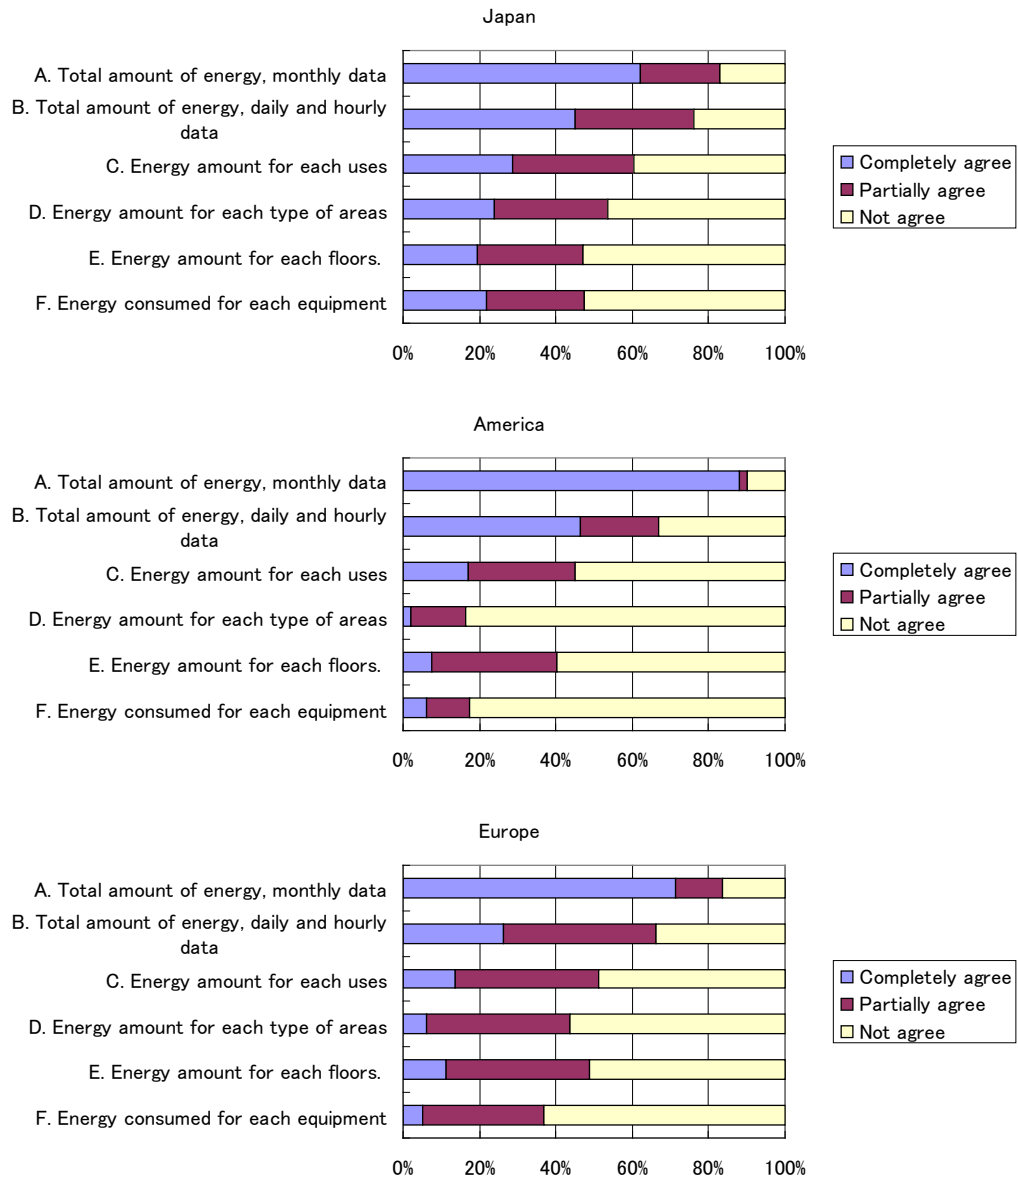 Japan
A. Total amount of energy, monthly data
B. Total amount of energy, daily and hourly
data
C. Energy amount for each uses
D. Energy amount for each type of areas
E. Energy amount for each floors.
F. Energy consumed for each equipment
0% 20% 40% 60% 80% 100%
Completely agree
Partially agree
Not agree
America
A. Total amount of energy, monthly data
B. Total amount of energy, daily and hourly
data
C. Energy amount for each uses
D. Energy amount for each type of areas
E. Energy amount for each floors.
F. Energy consumed for each equipment
0% 20% 40% 60% 80% 100%
Completely agree
Partially agree
Not agree
Europe
A. Total amount of energy, monthly data
B. Total amount of energy, daily and hourly
data
C. Energy amount for each uses
D. Energy amount for each type of areas
E. Energy amount for each floors.
F. Energy consumed for each equipment
0% 20% 40% 60% 80% 100%
Completely agree
Partially agree
Not agree